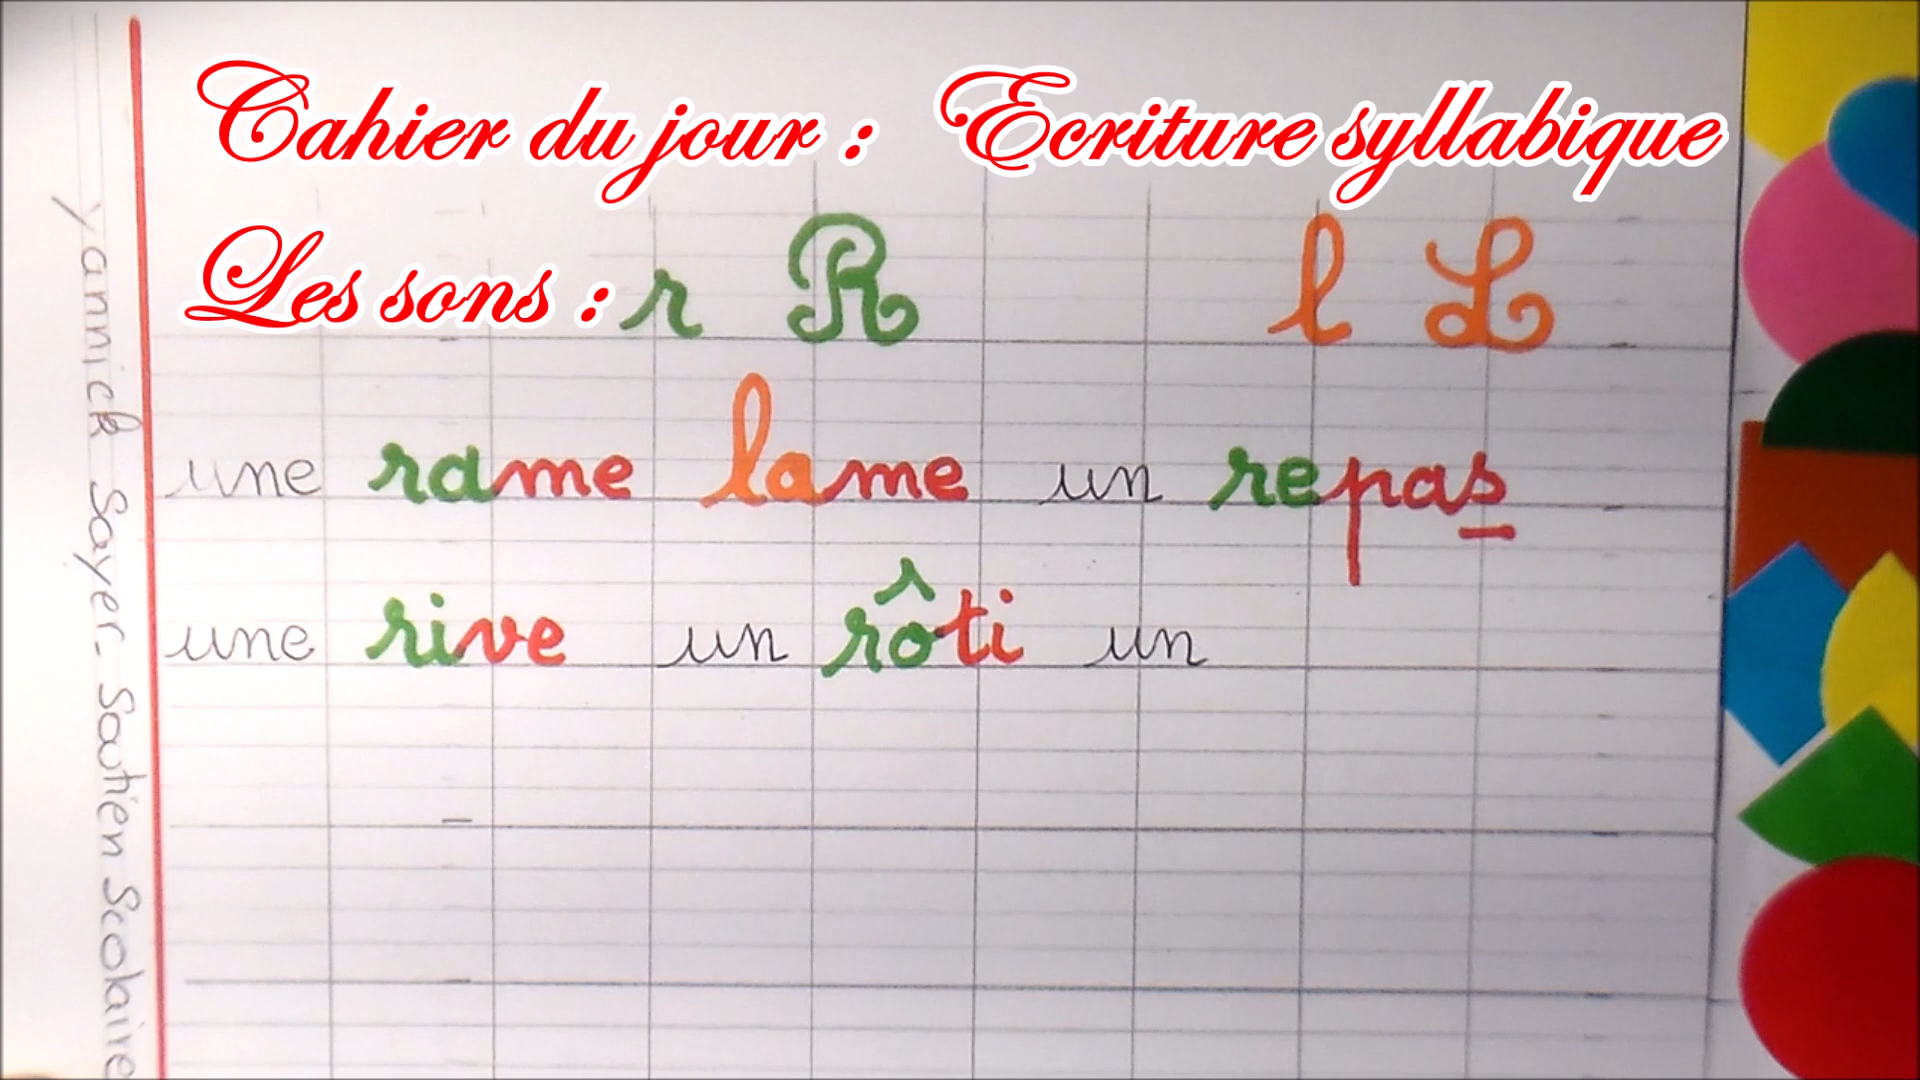 Cahier du jour : Ecriture syllabique
Les sons : r R l L
une rame lame un repas
une rive un rôti un
yannick Sayer - Soutien Scolaire